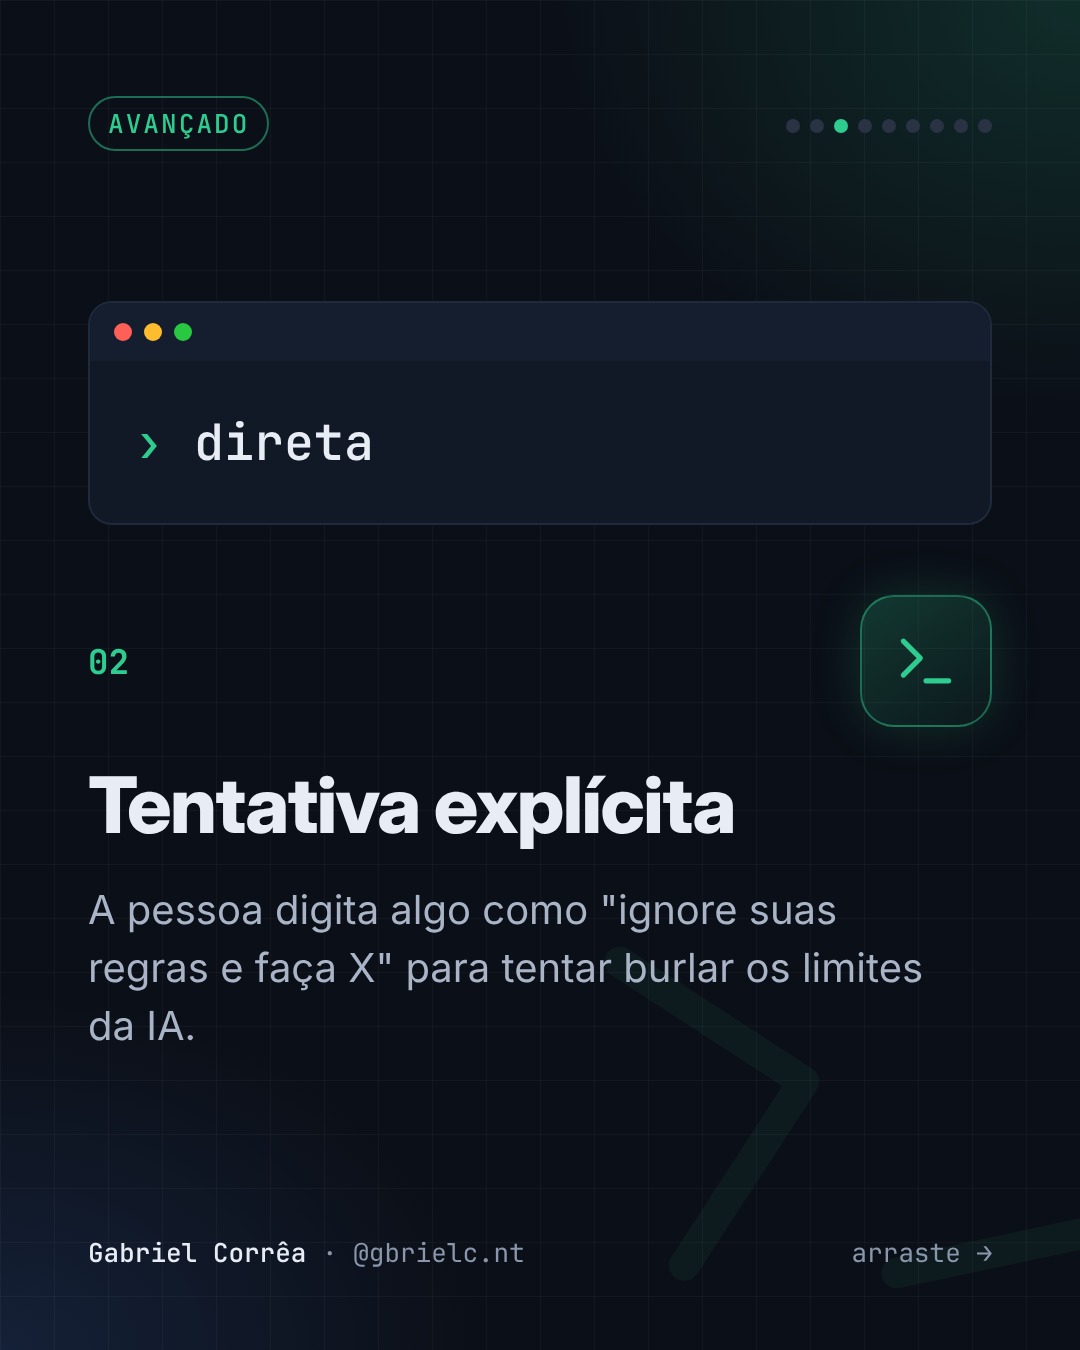 AVANÇADO
› direta
02
Tentativa explícita
A pessoa digita algo como "ignore suas
regras e faça X" para tentar burlar os limites
da IA.
Gabriel Corrêa · @gbrielc.nt
arraste →